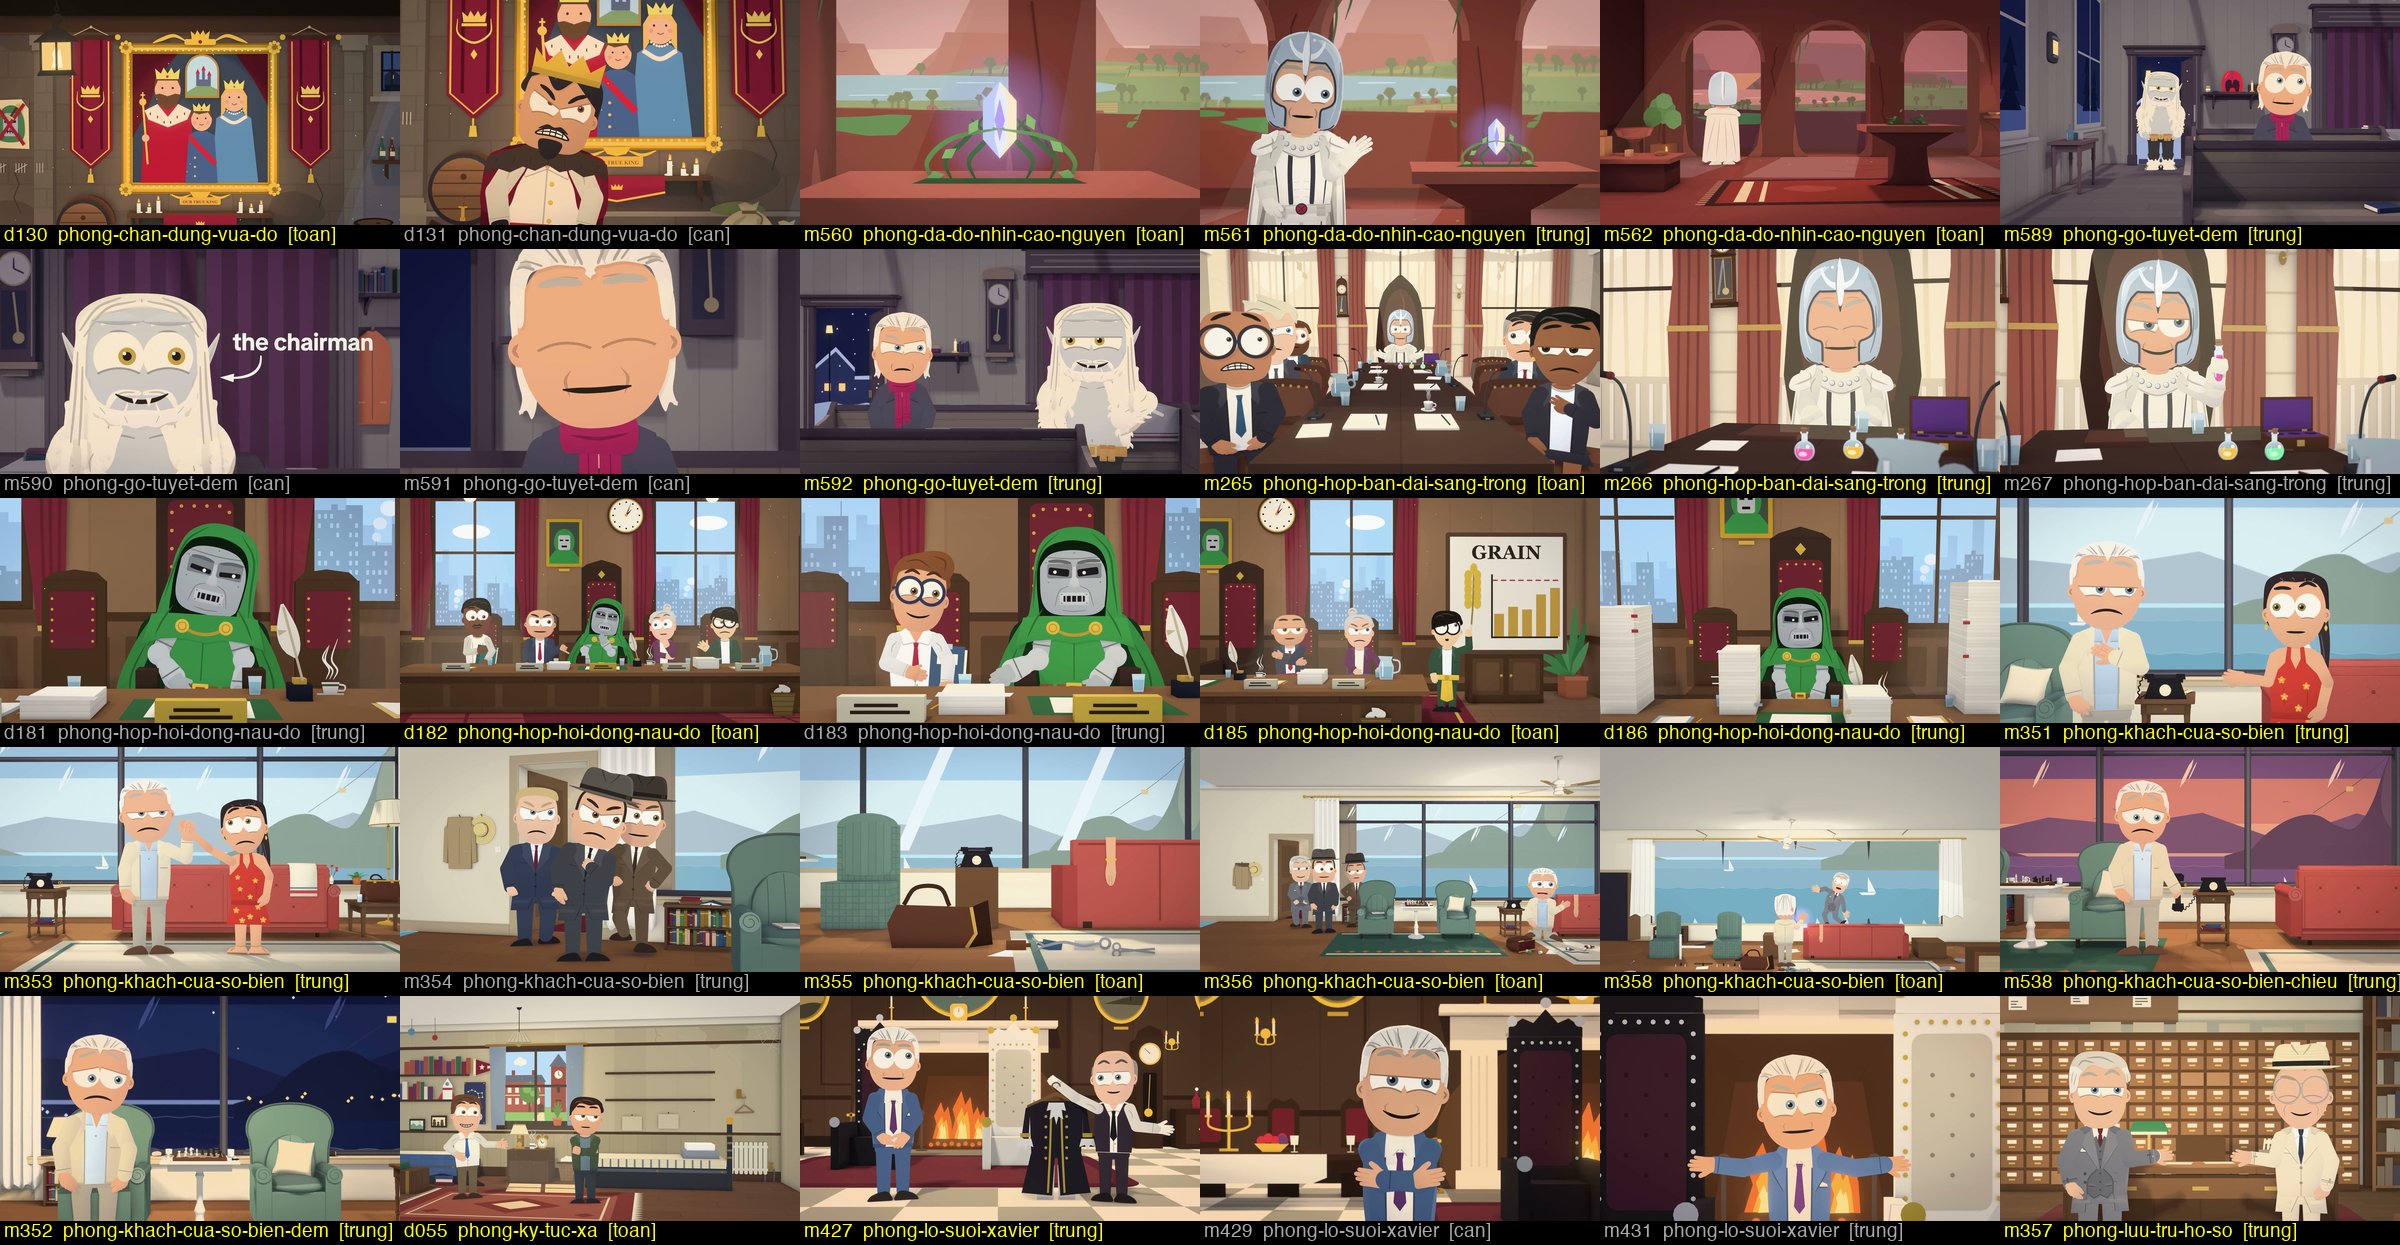 OUR TRUE KING
TRUE KING
d130 phong-chan-dung-vua-do [toan]
d131 phong-chan-dung-vua-do [can]
m560 phong-da-do-nhin-cao-nguyen [toan]
m561 phong-da-do-nhin-cao-nguyen [trung]
m562 phong-da-do-nhin-cao-nguyen [toan]
m589 phong-go-tuyet-dem [trung]
the chairman
m590 phong-go-tuyet-dem [can]
m591 phong-go-tuyet-dem [can]
m592 phong-go-tuyet-dem [trung]
m265 phong-hop-ban-dai-sang-trong [toan]
m266 phong-hop-ban-dai-sang-trong [trung]
m267 phong-hop-ban-dai-sang-trong [trung]
GRAIN
d181 phong-hop-hoi-dong-nau-do [trung]
d182 phong-hop-hoi-dong-nau-do [toan]
d183 phong-hop-hoi-dong-nau-do [trung]
d185 phong-hop-hoi-dong-nau-do [toan]
d186 phong-hop-hoi-dong-nau-do [trung]
m351 phong-khach-cua-so-bien [trung]
m353 phong-khach-cua-so-bien [trung]
m354 phong-khach-cua-so-bien [trung]
m355 phong-khach-cua-so-bien [toan]
m356 phong-khach-cua-so-bien [toan]
m358 phong-khach-cua-so-bien [toan]
m538 phong-khach-cua-so-bien-chieu [trung]
m352 phong-khach-cua-so-bien-dem [trung]
d055 phong-ky-tuc-xa [toan]
m427 phong-lo-suoi-xavier [trung]
m429 phong-lo-suoi-xavier [can]
m431 phong-lo-suoi-xavier [trung]
m357 phong-luu-tru-ho-so [trung]